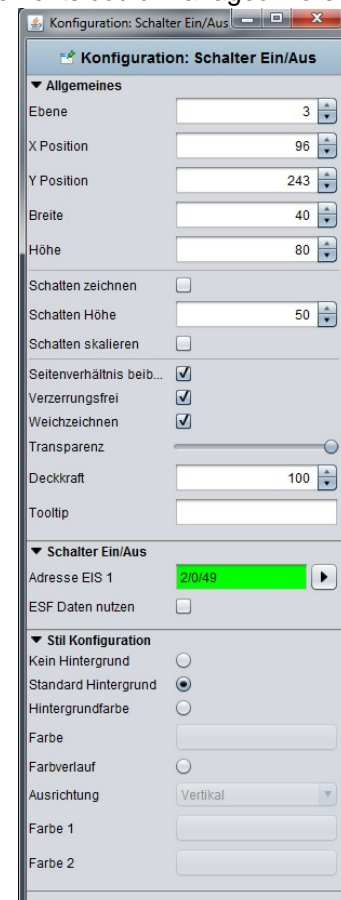 Konfiguration: Schalter Ein/Aus
Konfiguration: Schalter Ein/Aus
Allgemeines
Ebene 3
X Position 96
Y Position 243
Breite 40
Höhe 80
Schatten zeichnen
Schatten Höhe 50
Schatten skalieren
Seitenverhältnis beib...
Verzerrungsfrei
Weichzeichnen
Transparenz
Deckkraft 100
Tooltip
Schalter Ein/Aus
Adresse EIS 1 2/0/49
ESF Daten nutzen
Stil Konfiguration
Kein Hintergrund
Standard Hintergrund
Hintergrundfarbe
Farbe
Farbverlauf
Ausrichtung Vertikal
Farbe 1
Farbe 2